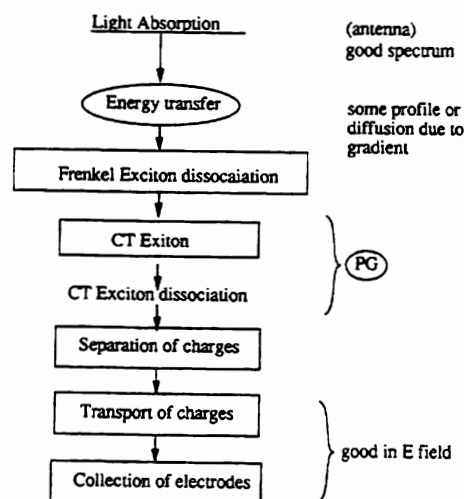 Light Absorption
(antenna)
good spectrum
Energy transfer
some profile or
diffusion due to
gradient
Frenkel Exciton dissocaiation
CT Exiton
PG
CT Exciton dissociation
Separation of charges
Transport of charges
good in E field
Collection of electrodes